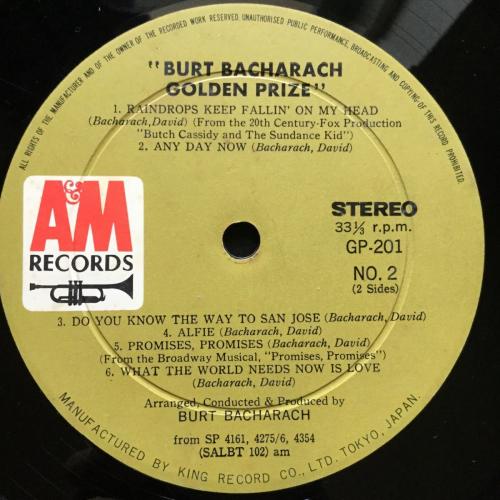 ALL RIGHTS OF THE MANUFACTURER AND OF THE OWNER OF THE RECORDED WORK RESERVED. UNAUTHORISED PUBLIC PERFORMANCE, BROADCASTING AND COPYING OF THIS RECORD PROHIBITED.
"BURT BACHARACH
GOLDEN PRIZE"
1. RAINDROPS KEEP FALLIN' ON MY HEAD
(Bacharach,David) (From the 20th Century-Fox Production
"Butch Cassidy and The Sundance Kid")
2. ANY DAY NOW (Bacharach, David)
A&M
RECORDS
STEREO
33⅓ r.p.m.
GP-201
NO. 2
(2 Sides)
3. DO YOU KNOW THE WAY TO SAN JOSE (Bacharach, David)
4. ALFIE (Bacharach, David)
5. PROMISES, PROMISES (Bacharach, David)
(From the Broadway Musical, "Promises, Promises")
6. WHAT THE WORLD NEEDS NOW IS LOVE
(Bacharach, David)
Arranged, Conducted & Produced by
BURT BACHARACH
from SP 4161, 4275/6, 4354
(SALBT 102) am
MANUFACTURED BY KING RECORD CO., LTD. TOKYO, JAPAN.